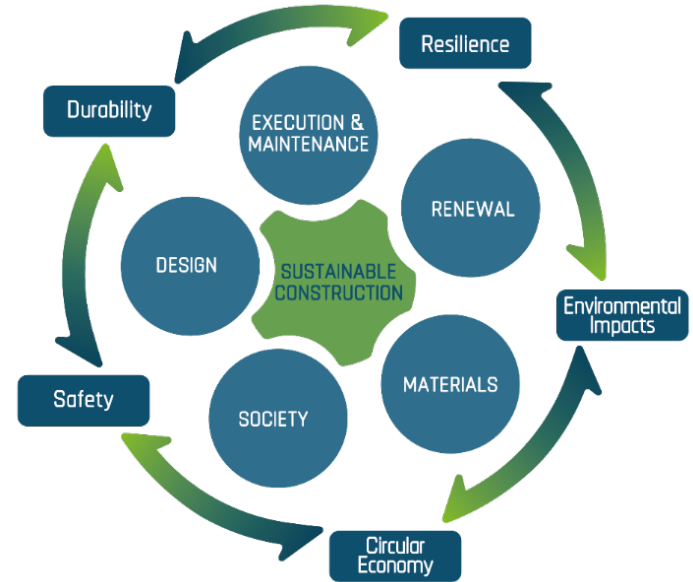 Resilience
Durability
EXECUTION &
MAINTENANCE
RENEWAL
DESIGN
SUSTAINABLE
CONSTRUCTION
Environmental
Impacts
MATERIALS
Safety
SOCIETY
Circular
Economy